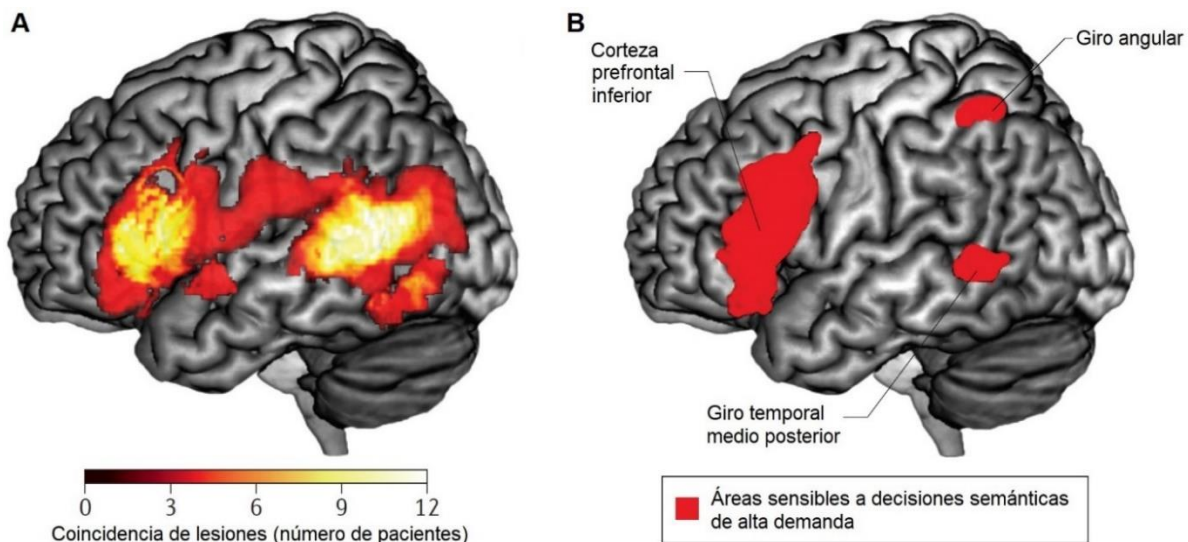 A
0 3 6 9 12
Coincidencia de lesiones (número de pacientes)
B
Corteza
prefrontal
inferior
Giro angular
Giro temporal
medio posterior
Áreas sensibles a decisiones semánticas
de alta demanda